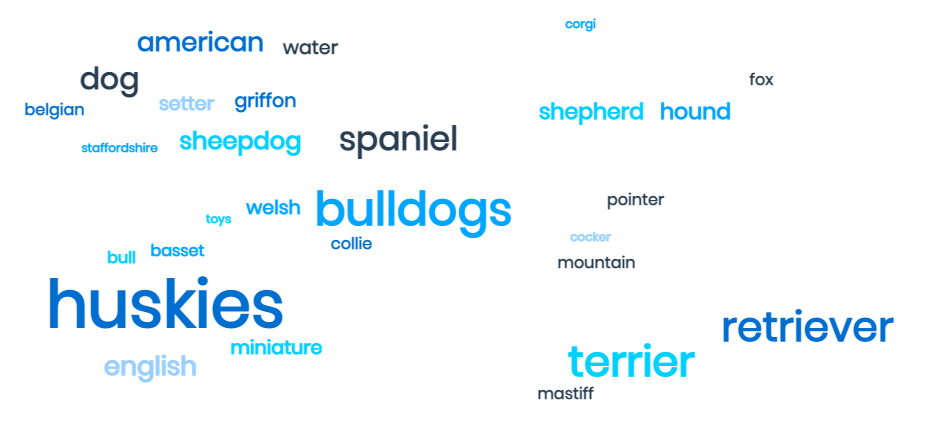 corgi
american water
dog fox
belgian setter griffon
shepherd hound
staffordshire sheepdog spaniel
pointer
toys welsh bulldogs
cocker
bull basset collie
mountain
huskies
retriever
miniature
english terrier
mastiff